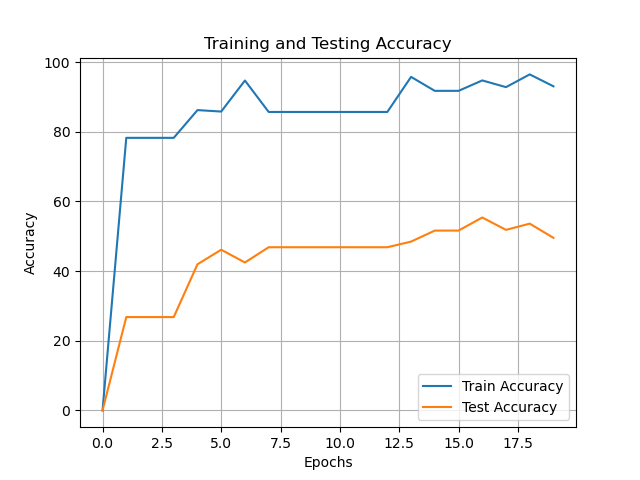 Training and Testing Accuracy
100
80
60
40
20
0
Accuracy
0.0 2.5 5.0 7.5 10.0 12.5 15.0 17.5
Epochs
Train Accuracy
Test Accuracy